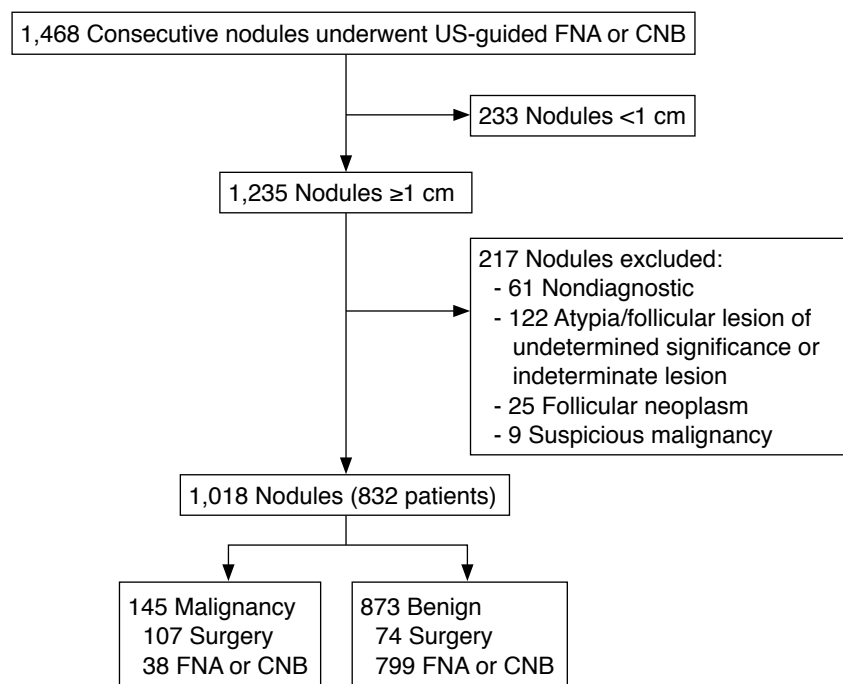 1,468 Consecutive nodules underwent US-guided FNA or CNB
233 Nodules <1 cm
1,235 Nodules ≥1 cm
217 Nodules excluded:
- 61 Nondiagnostic
- 122 Atypia/follicular lesion of
undetermined significance or
indeterminate lesion
- 25 Follicular neoplasm
- 9 Suspicious malignancy
1,018 Nodules (832 patients)
145 Malignancy
107 Surgery
38 FNA or CNB
873 Benign
74 Surgery
799 FNA or CNB